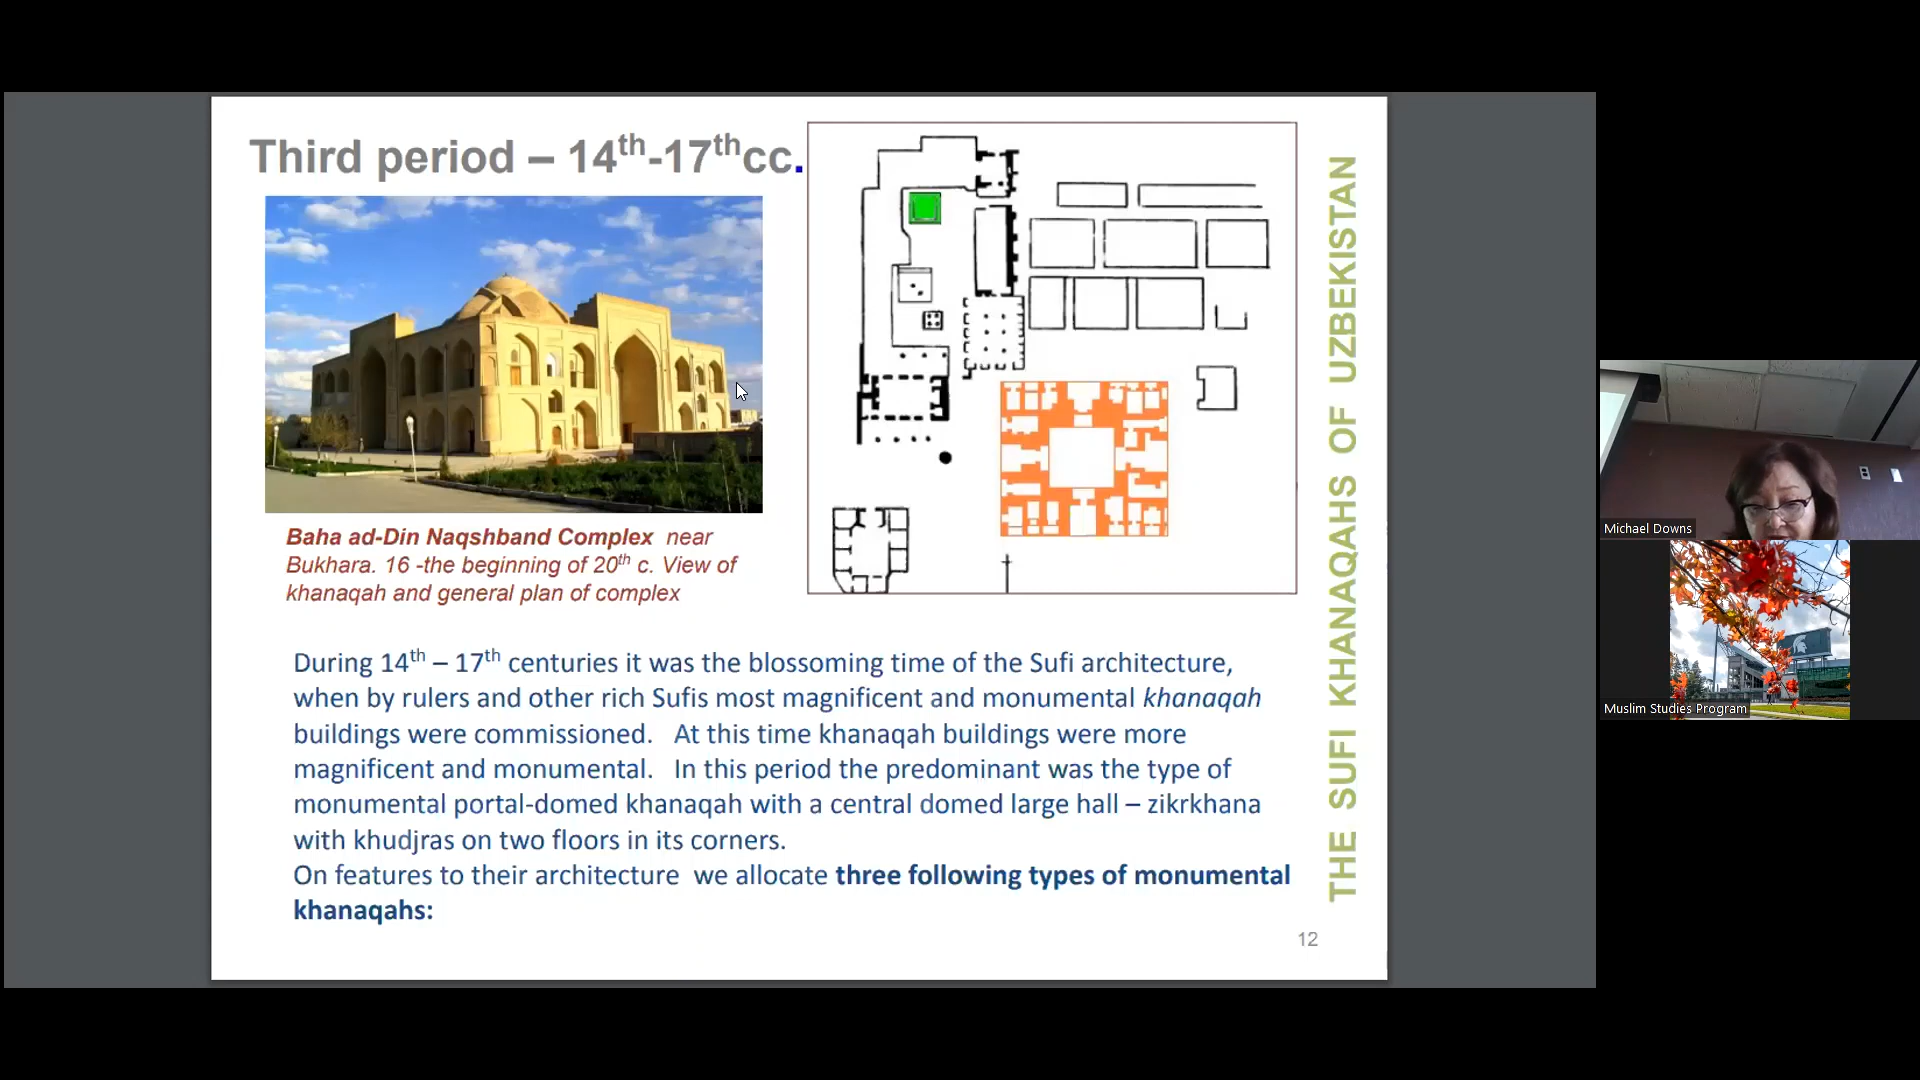 Third period – 14th-17thcc.
Baha ad-Din Naqshband Complex near
Bukhara. 16 -the beginning of 20th c. View of
khanaqah and general plan of complex
During 14th – 17th centuries it was the blossoming time of the Sufi architecture,
when by rulers and other rich Sufis most magnificent and monumental khanaqah
buildings were commissioned. At this time khanaqah buildings were more
magnificent and monumental. In this period the predominant was the type of
monumental portal-domed khanaqah with a central domed large hall – zikrkhana
with khudjras on two floors in its corners.
On features to their architecture we allocate three following types of monumental
khanaqahs:
12
THE SUFI KHANAQAHS OF UZBEKISTAN
Michael Downs
Muslim Studies Program